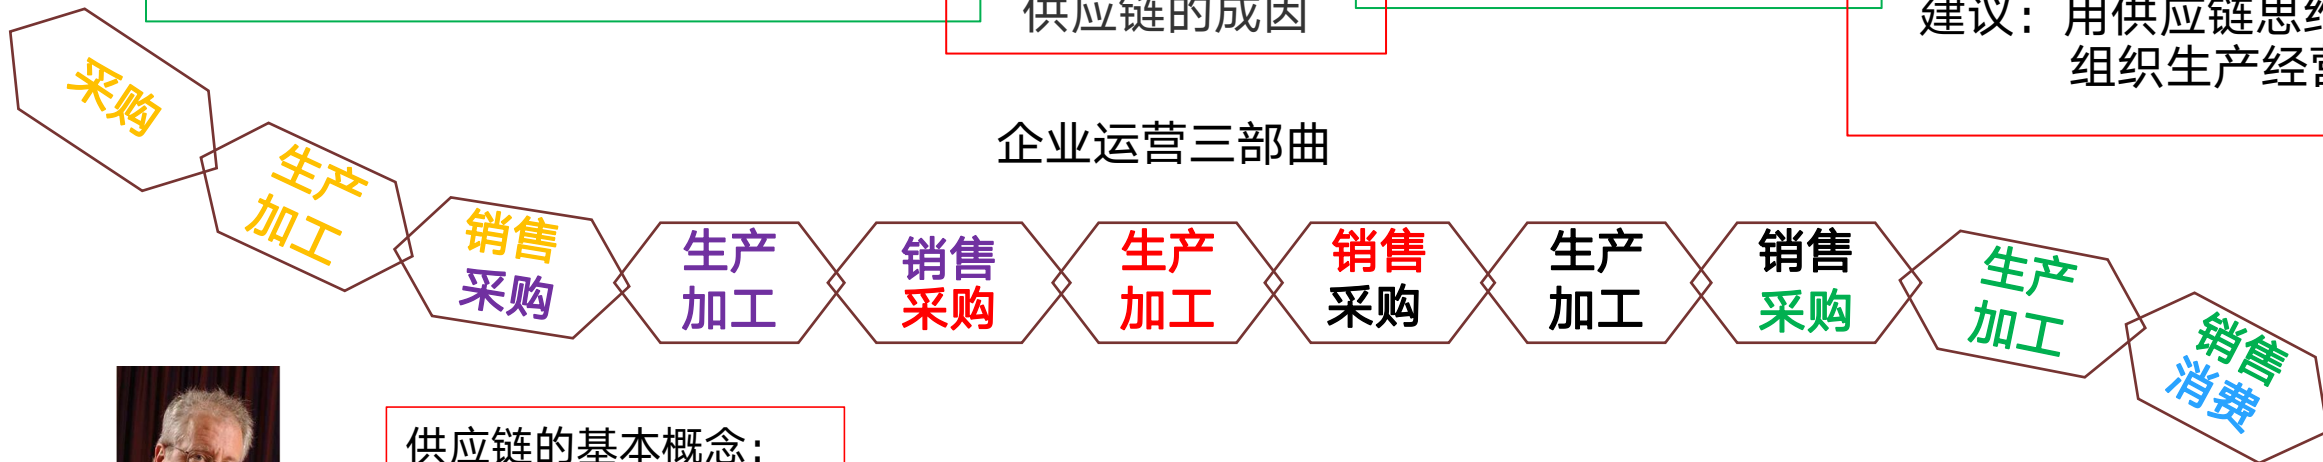 供应链的成因
建议：用供应链思维
组织生产经营
企业运营三部曲
采购
生产
加工
销售
采购
生产
加工
销售
采购
生产
加工
销售
采购
生产
加工
销售
采购
生产
加工
销售
消费
供应链的基本概念：